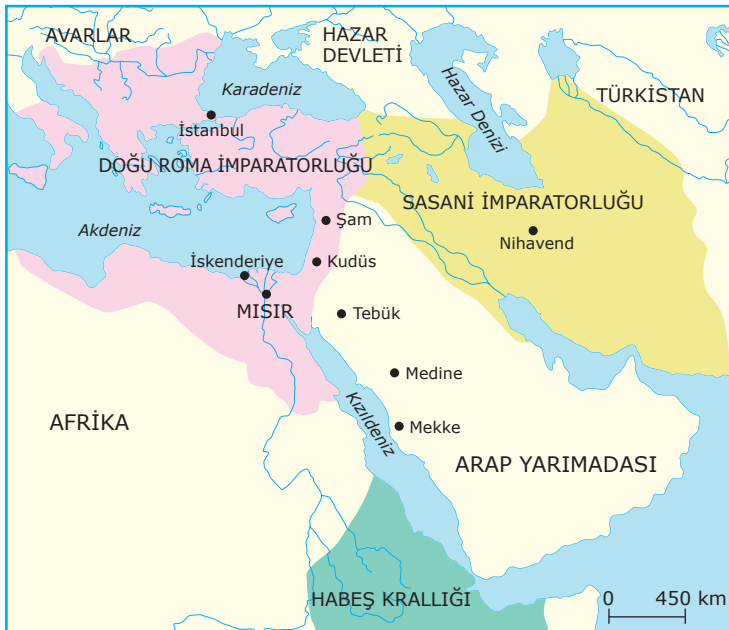 AVARLAR
HAZAR
DEVLETİ
Karadeniz
Hazar Denizi
TÜRKİSTAN
İstanbul
DOĞU ROMA İMPARATORLUĞU
SASANİ İMPARATORLUĞU
Akdeniz
Şam
Nihavend
İskenderiye
Kudüs
MISIR
Tebük
Medine
Kızıldeniz
Mekke
AFRİKA
ARAP YARIMADASI
HABEŞ KRALLIĞI
0 450 km